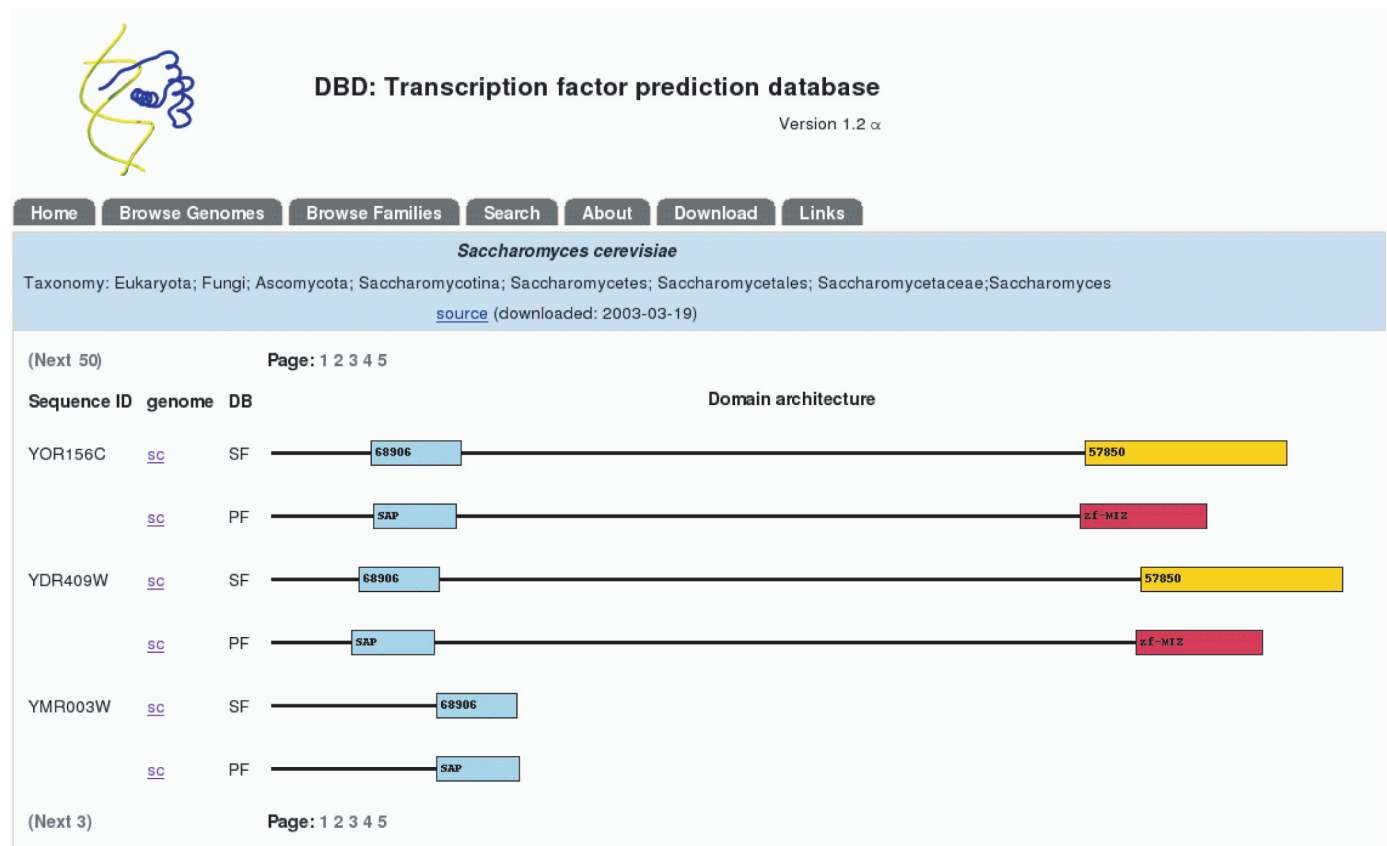 DBD: Transcription factor prediction database
Version 1.2 α
Home Browse Genomes Browse Families Search About Download Links
Saccharomyces cerevisiae
Taxonomy: Eukaryota; Fungi; Ascomycota; Saccharomycotina; Saccharomycetes; Saccharomycetales; Saccharomycetaceae;Saccharomyces
source (downloaded: 2003-03-19)
(Next 50) Page: 1 2 3 4 5
Sequence ID genome DB Domain architecture
YOR156C sc SF 68906 57850
sc PF SAP zf-MIZ
YDR409W sc SF 68906 57850
sc PF SAP zf-MIZ
YMR003W sc SF 68906
sc PF SAP
(Next 3) Page: 1 2 3 4 5